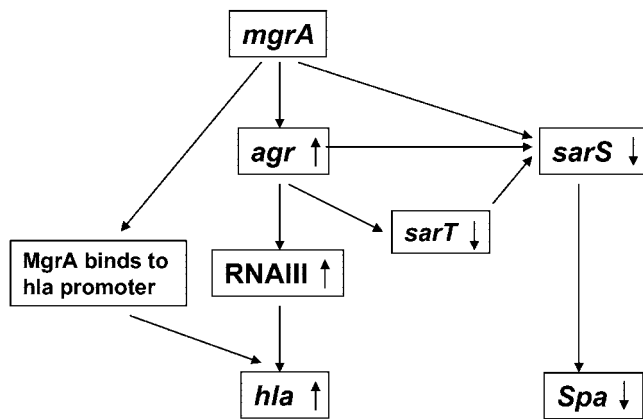 mgrA
agr ↑
sarS ↓
sarT ↓
MgrA binds to
hla promoter
RNAIII ↑
hla ↑
Spa ↓